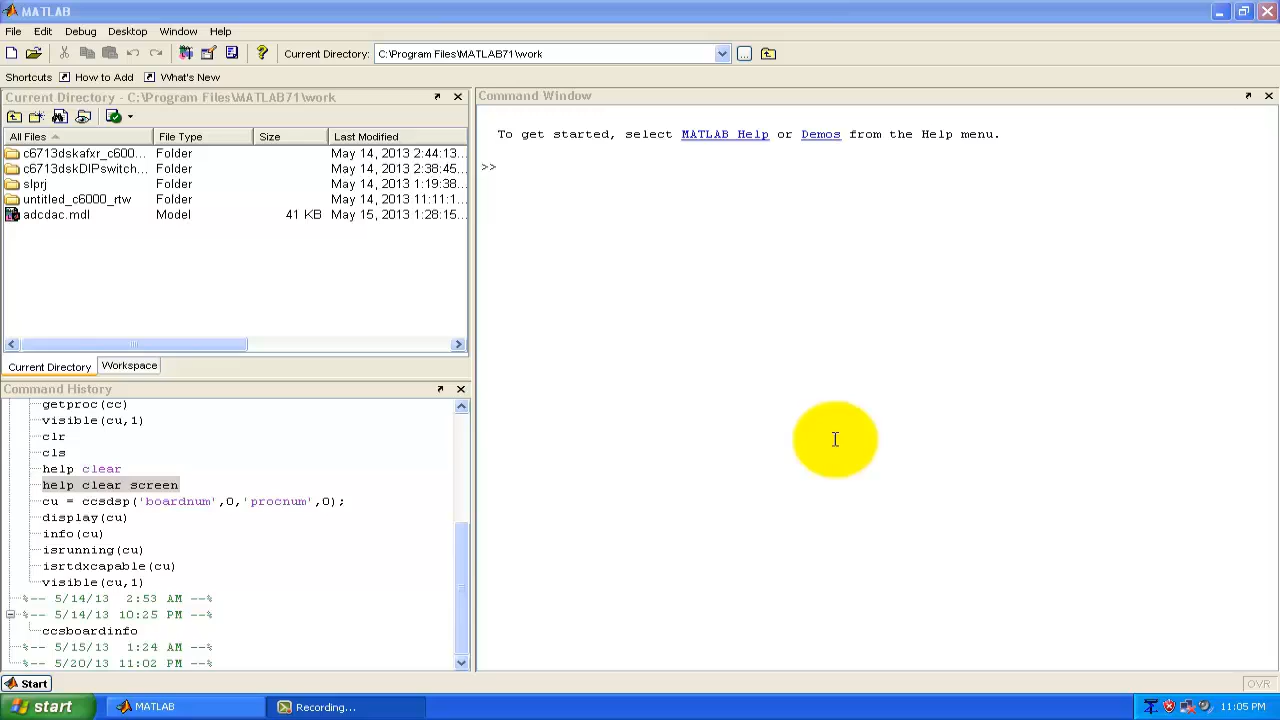 MATLAB
File Edit Debug Desktop Window Help
Current Directory: C:\Program Files\MATLAB71\work
Shortcuts How to Add What's New
Current Directory - C:\Program Files\MATLAB71\work
All Files File Type Size Last Modified
c6713dskafxr_c600... Folder May 14, 2013 2:44:13...
c6713dskDIPswitch... Folder May 14, 2013 2:38:45...
slprj Folder May 14, 2013 1:19:38...
untitled_c6000_rtw Folder May 14, 2013 11:11:1...
adcdac.mdl Model 41 KB May 15, 2013 1:28:15...
Current Directory Workspace
Command History
getproc(cc)
visible(cu,1)
clr
cls
help clear
help clear screen
cu = ccsdsp('boardnum',0,'procnum',0);
display(cu)
info(cu)
isrunning(cu)
isrtdxcapable(cu)
visible(cu,1)
%-- 5/14/13 2:53 AM --%
%-- 5/14/13 10:25 PM --%
ccsboardinfo
%-- 5/15/13 1:24 AM --%
%-- 5/20/13 11:02 PM --%
Command Window
To get started, select MATLAB Help or Demos from the Help menu.
>>
Start
OVR
start MATLAB Recording... 11:05 PM